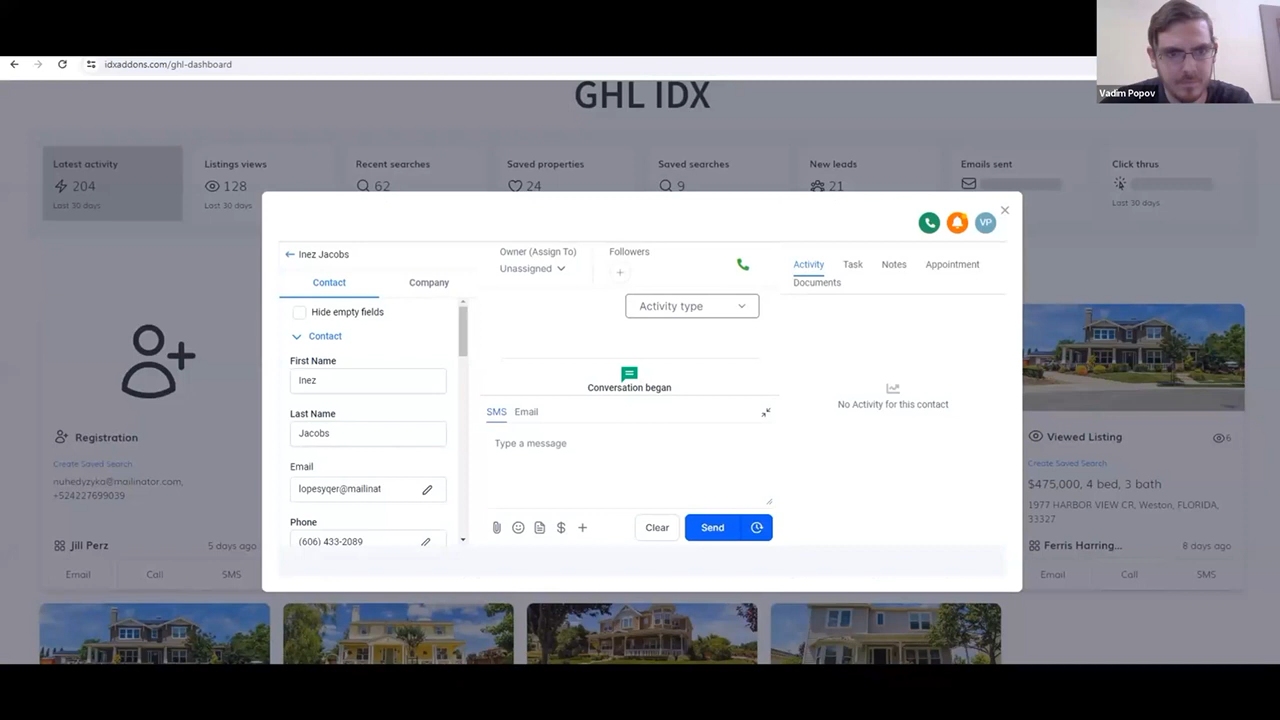 idxaddons.com/ghl-dashboard
Vadim Popov
GHL IDX
Latest activity
204
Last 30 days
Listings views
128
Last 30 days
Recent searches
62
Saved properties
24
Saved searches
9
New leads
21
Emails sent
Click thrus
Last 30 days
VP
Inez Jacobs
Contact
Company
Hide empty fields
Contact
First Name
Inez
Last Name
Jacobs
Email
lopesyqer@mailinat
Phone
(606) 433-2089
Owner (Assign To)
Unassigned
Followers
Activity type
Conversation began
SMS Email
Type a message
Clear
Send
Activity Task Notes Appointment
Documents
No Activity for this contact
Registration
Create Saved Search
nuhedyzyka@mailinator.com,
+524227699039
Jill Perz
5 days ago
Email Call SMS
Viewed Listing
6
Create Saved Search
$475,000, 4 bed, 3 bath
1977 HARBOR VIEW CR, Weston, FLORIDA,
33327
Ferris Harring...
8 days ago
Email Call SMS